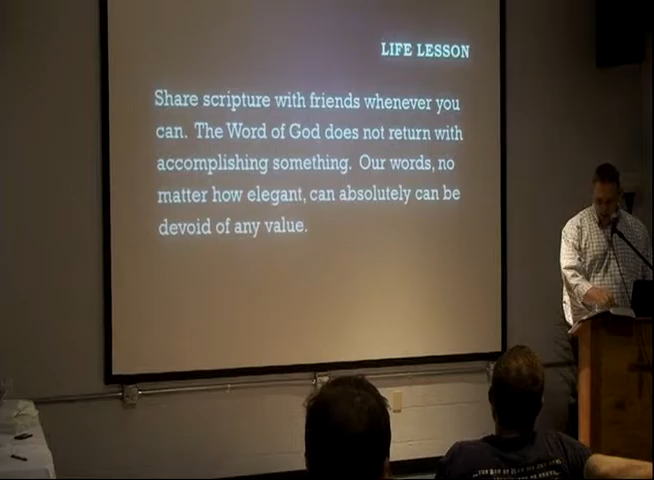 LIFE LESSON
Share scripture with friends whenever you
can. The Word of God does not return with
accomplishing something. Our words, no
matter how elegant, can absolutely can be
devoid of any value.